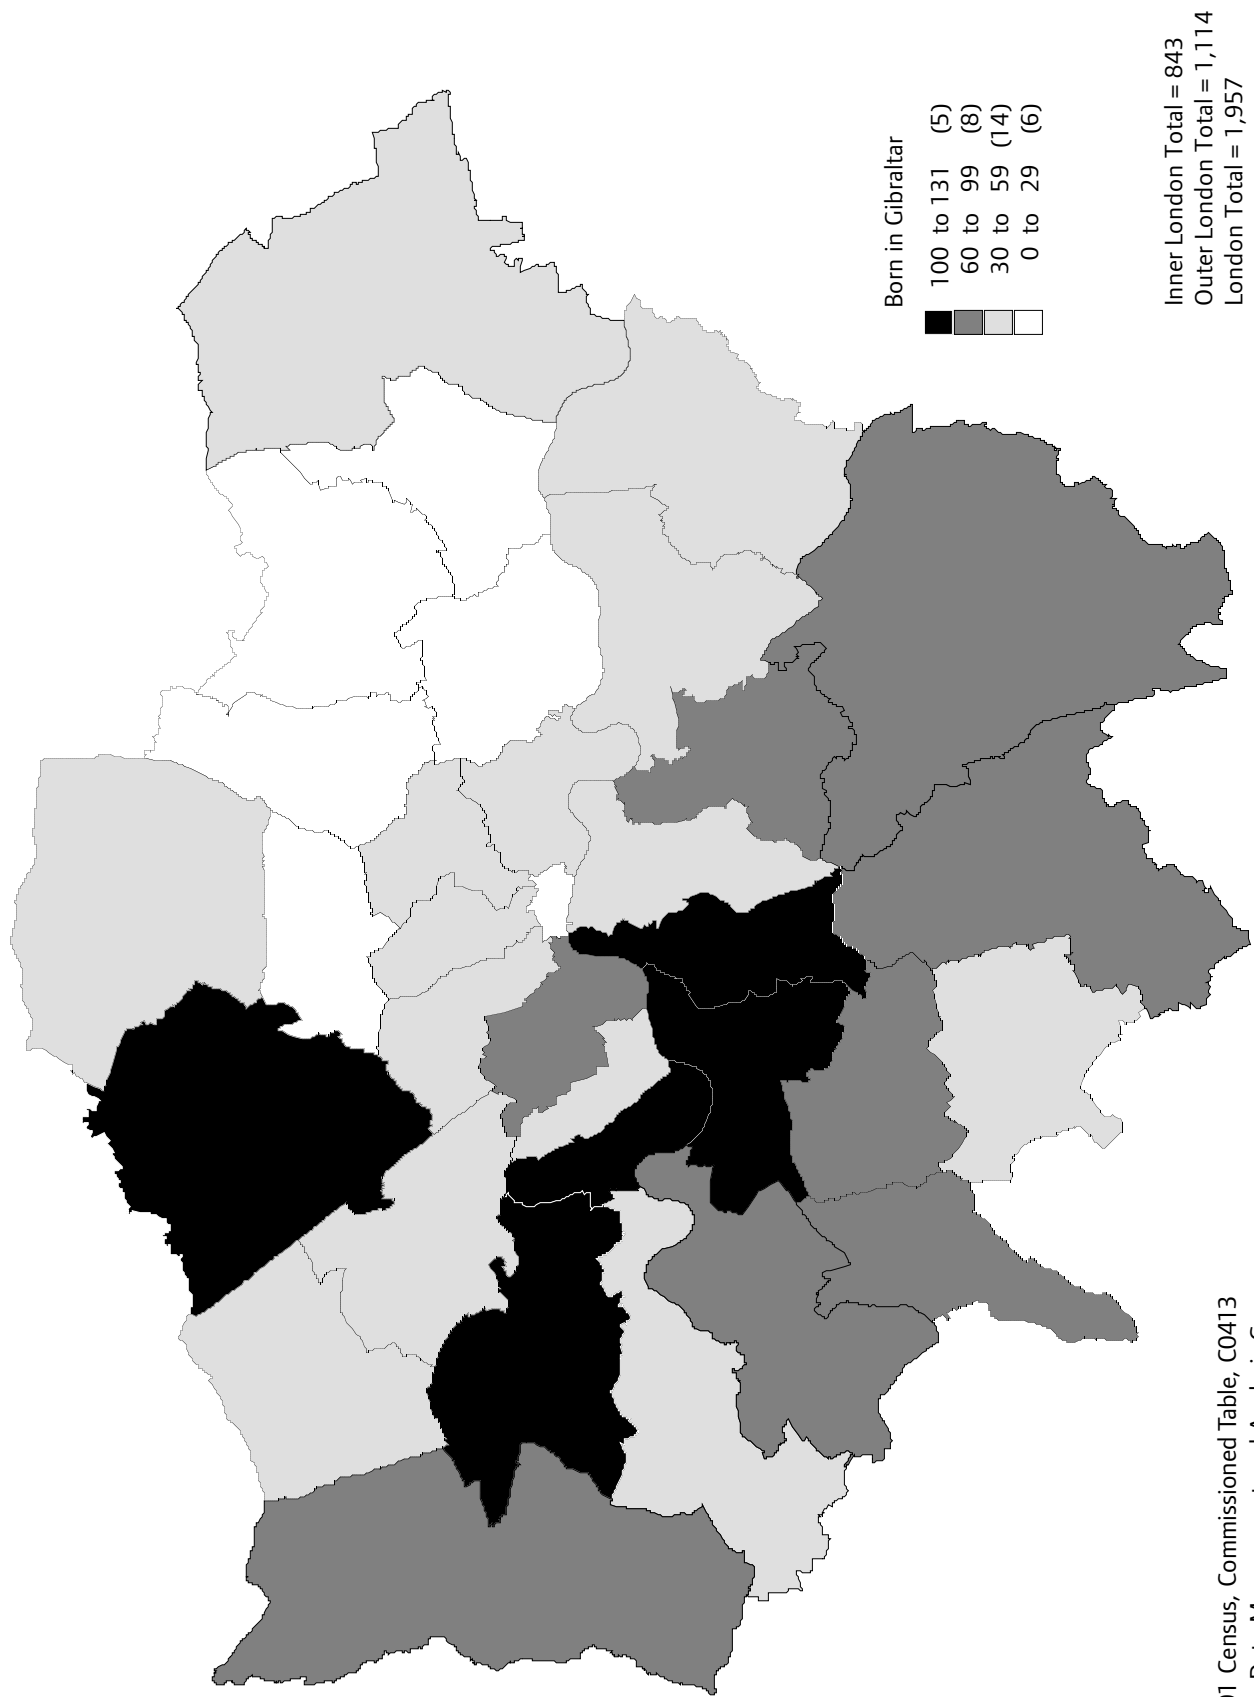 Born in Gibraltar
100 to 131 (5)
60 to 99 (8)
30 to 59 (14)
0 to 29 (6)
Inner London Total = 843
Outer London Total = 1,114
London Total = 1,957
Census, Commissioned Table, C0413